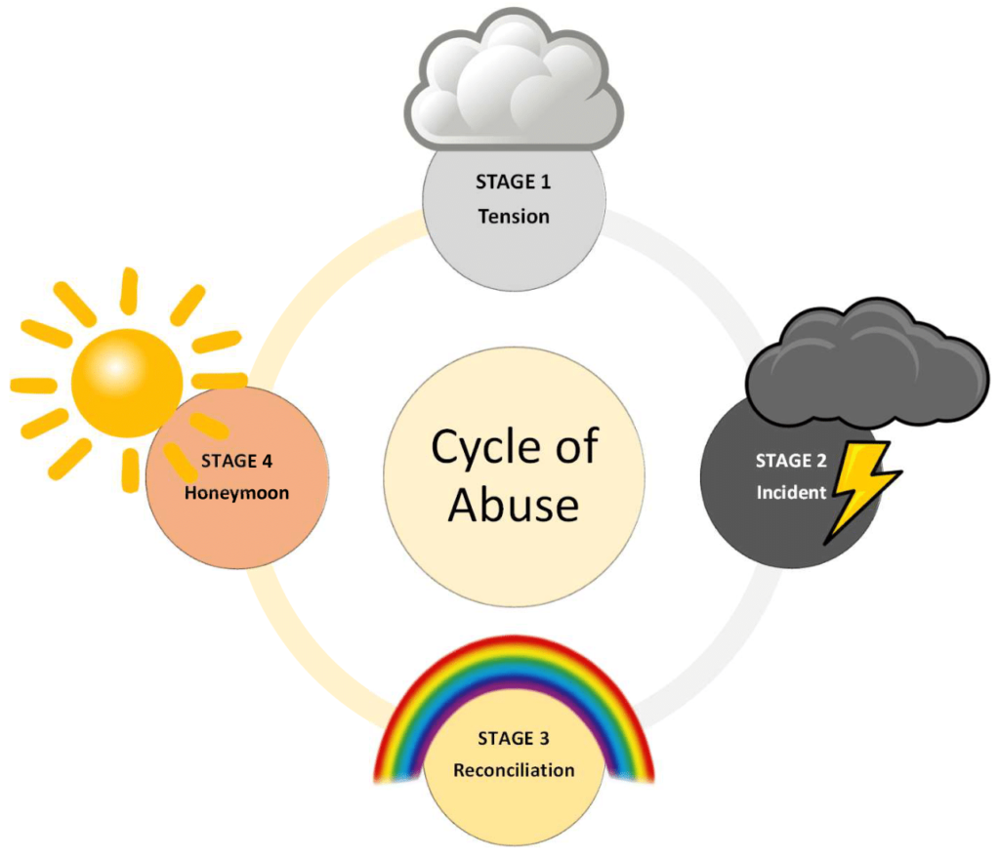 STAGE 1
Tension
STAGE 2
Incident
STAGE 3
Reconciliation
STAGE 4
Honeymoon
Cycle of
Abuse